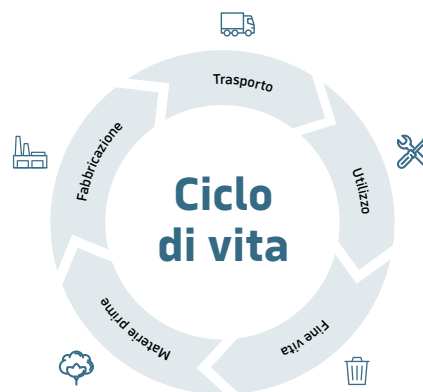 Trasporto
Utilizzo
Fine vita
Materie prime
Fabbricazione
Ciclo
di vita